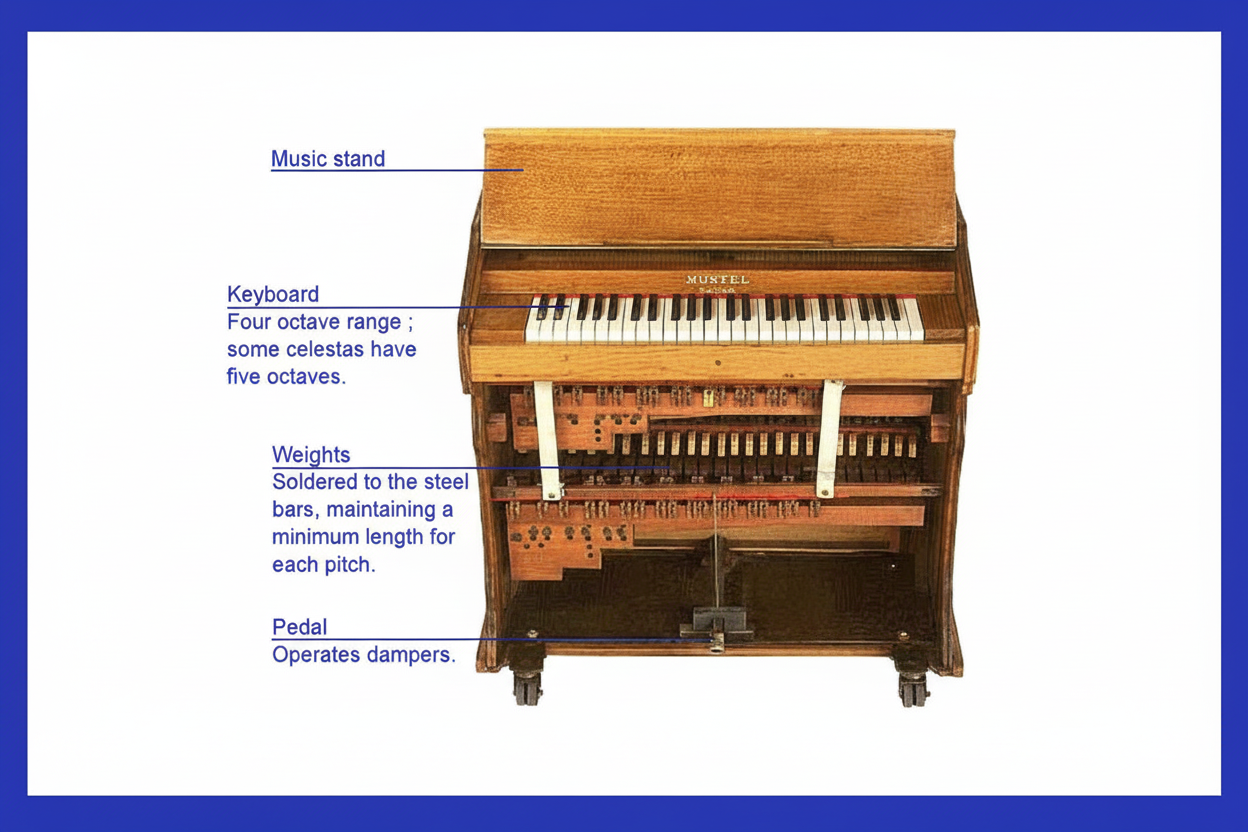 Music stand
MUSTEL
Keyboard
Four octave range ;
some celestas have
five octaves.
Weights
Soldered to the steel
bars, maintaining a
minimum length for
each pitch.
Pedal
Operates dampers.